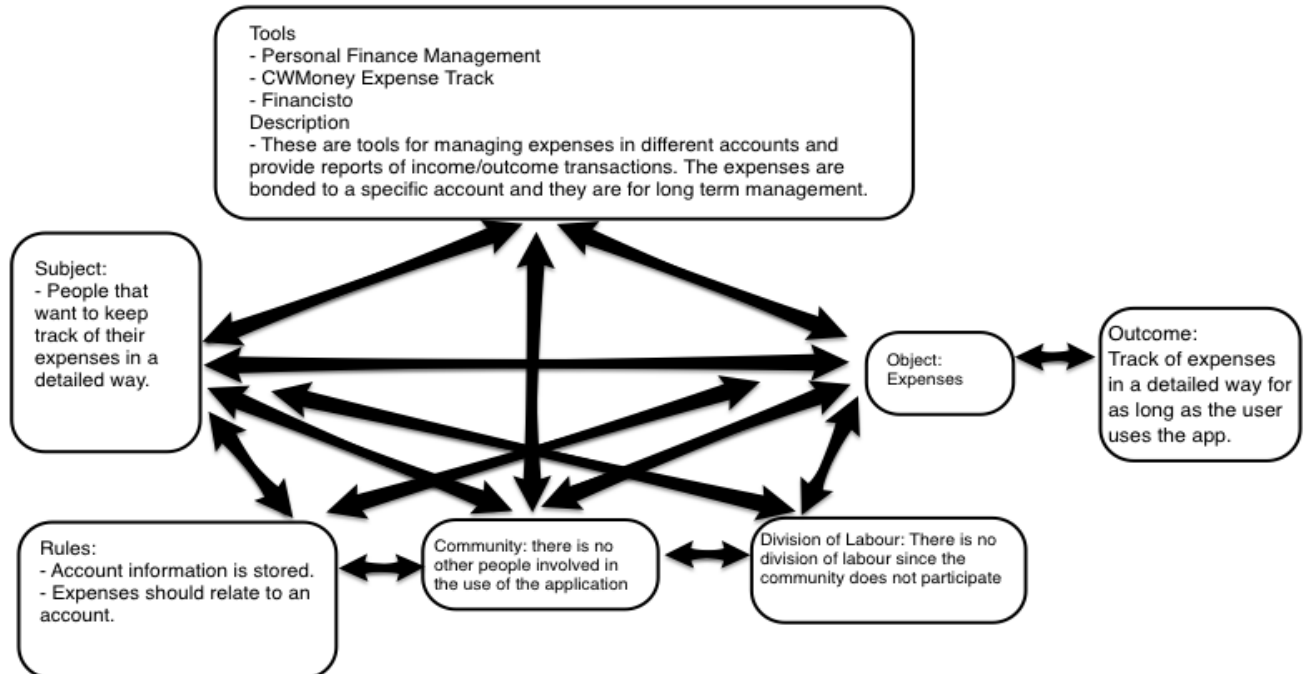 Tools
- Personal Finance Management
- CWMoney Expense Track
- Financisto
Description
- These are tools for managing expenses in different accounts and
provide reports of income/outcome transactions. The expenses are
bonded to a specific account and they are for long term management.
Subject:
- People that
want to keep
track of their
expenses in a
detailed way.
Object:
Expenses
Outcome:
Track of expenses
in a detailed way for
as long as the user
uses the app.
Rules:
- Account information is stored.
- Expenses should relate to an
account.
Community: there is no
other people involved in
the use of the application
Division of Labour: There is no
division of labour since the
community does not participate